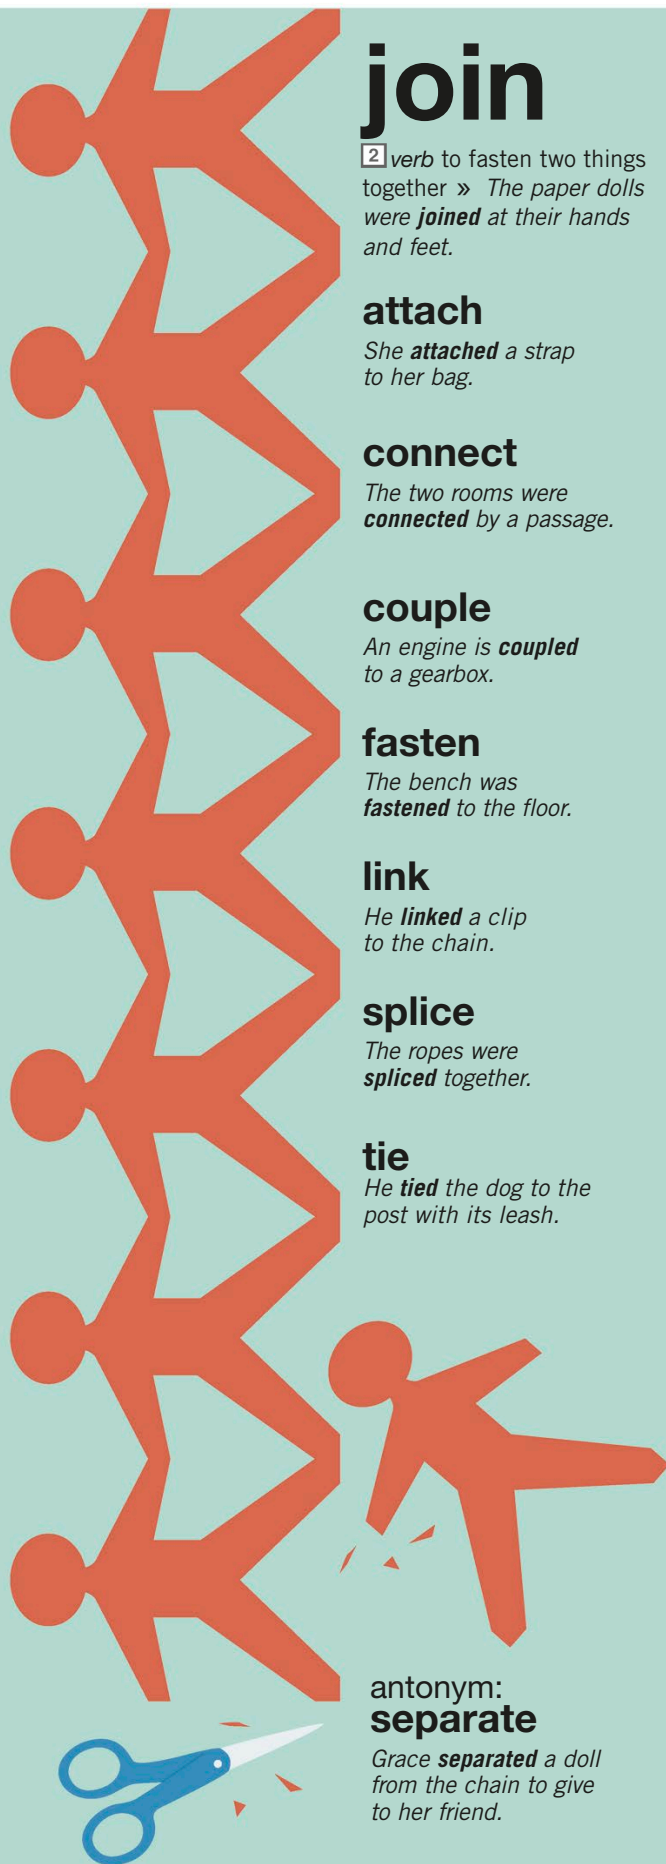 join
2 verb to fasten two things
together » The paper dolls
were joined at their hands
and feet.
attach
She attached a strap
to her bag.
connect
The two rooms were
connected by a passage.
couple
An engine is coupled
to a gearbox.
fasten
The bench was
fastened to the floor.
link
He linked a clip
to the chain.
splice
The ropes were
spliced together.
tie
He tied the dog to the
post with its leash.
antonym:
separate
Grace separated a doll
from the chain to give
to her friend.